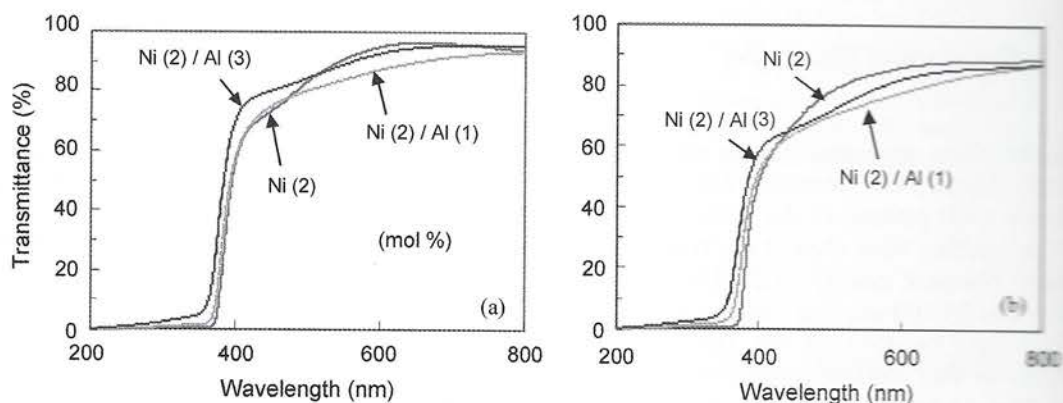 100
80
60
40
20
0
Transmittance (%)
Ni (2) / Al (3)
Ni (2) / Al (1)
Ni (2)
(mol %)
(a)
200
400
600
800
Wavelength (nm)
100
80
60
40
20
0
Ni (2)
Ni (2) / Al (3)
Ni (2) / Al (1)
(b)
200
400
600
800
Wavelength (nm)